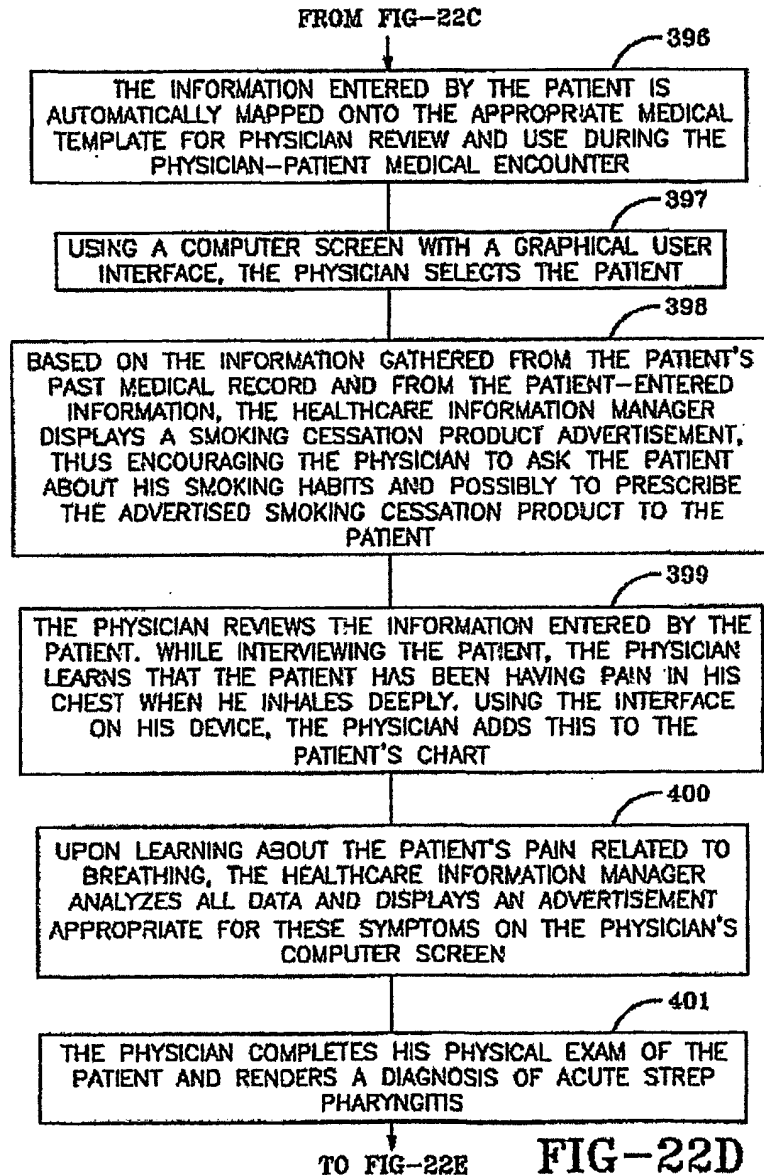 FROM FIG-22C
396
THE INFORMATION ENTERED BY THE PATIENT IS
AUTOMATICALLY MAPPED ONTO THE APPROPRIATE MEDICAL
TEMPLATE FOR PHYSICIAN REVIEW AND USE DURING THE
PHYSICIAN-PATIENT MEDICAL ENCOUNTER
397
USING A COMPUTER SCREEN WITH A GRAPHICAL USER
INTERFACE, THE PHYSICIAN SELECTS THE PATIENT
398
BASED ON THE INFORMATION GATHERED FROM THE PATIENT'S
PAST MEDICAL RECORD AND FROM THE PATIENT-ENTERED
INFORMATION, THE HEALTHCARE INFORMATION MANAGER
DISPLAYS A SMOKING CESSATION PRODUCT ADVERTISEMENT,
THUS ENCOURAGING THE PHYSICIAN TO ASK THE PATIENT
ABOUT HIS SMOKING HABITS AND POSSIBLY TO PRESCRIBE
THE ADVERTISED SMOKING CESSATION PRODUCT TO THE
PATIENT
399
THE PHYSICIAN REVIEWS THE INFORMATION ENTERED BY THE
PATIENT. WHILE INTERVIEWING THE PATIENT, THE PHYSICIAN
LEARNS THAT THE PATIENT HAS BEEN HAVING PAIN IN HIS
CHEST WHEN HE INHALES DEEPLY. USING THE INTERFACE
ON HIS DEVICE, THE PHYSICIAN ADDS THIS TO THE
PATIENT'S CHART
400
UPON LEARNING ABOUT THE PATIENT'S PAIN RELATED TO
BREATHING, THE HEALTHCARE INFORMATION MANAGER
ANALYZES ALL DATA AND DISPLAYS AN ADVERTISEMENT
APPROPRIATE FOR THESE SYMPTOMS ON THE PHYSICIAN'S
COMPUTER SCREEN
401
THE PHYSICIAN COMPLETES HIS PHYSICAL EXAM OF THE
PATIENT AND RENDERS A DIAGNOSIS OF ACUTE STREP
PHARYNGITIS
TO FIG-22E
FIG-22D